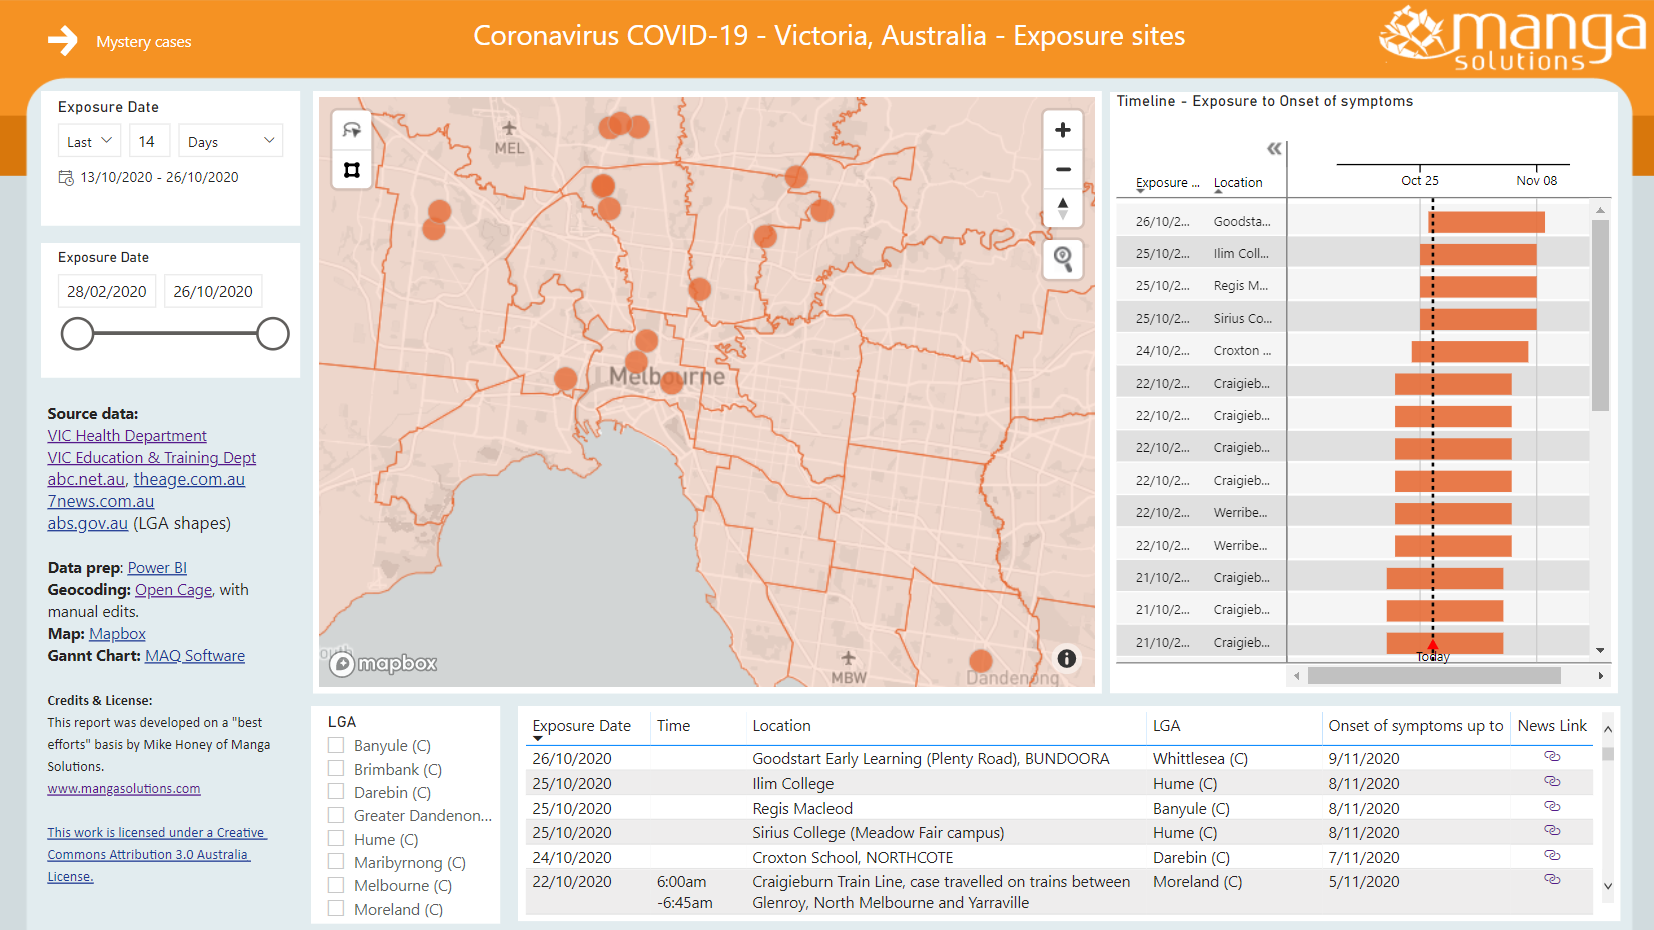 Mystery cases
Coronavirus COVID-19 - Victoria, Australia - Exposure sites
manga
solutions
Exposure Date
Last 14 Days
13/10/2020 - 26/10/2020
Exposure Date
28/02/2020 26/10/2020
Source data:
VIC Health Department
VIC Education & Training Dept
abc.net.au, theage.com.au
7news.com.au
abs.gov.au (LGA shapes)
Data prep: Power BI
Geocoding: Open Cage, with
manual edits.
Map: Mapbox
Gannt Chart: MAQ Software
Credits & License:
This report was developed on a "best
efforts" basis by Mike Honey of Manga
Solutions.
www.mangasolutions.com
This work is licensed under a Creative
Commons Attribution 3.0 Australia
License.
MEL
Melbourne
mapbox
MBW
Dandenong
Timeline - Exposure to Onset of symptoms
Exposure ... Location Oct 25 Nov 08
26/10/2... Goodsta...
25/10/2... Ilim Coll...
25/10/2... Regis M...
25/10/2... Sirius Co...
24/10/2... Croxton ...
22/10/2... Craigieb...
22/10/2... Craigieb...
22/10/2... Craigieb...
22/10/2... Craigieb...
22/10/2... Werribe...
22/10/2... Werribe...
21/10/2... Craigieb...
21/10/2... Craigieb...
21/10/2... Craigieb...
Today
LGA
Banyule (C)
Brimbank (C)
Darebin (C)
Greater Dandenon...
Hume (C)
Maribyrnong (C)
Melbourne (C)
Moreland (C)
Exposure Date Time Location LGA Onset of symptoms up to News Link
26/10/2020 Goodstart Early Learning (Plenty Road), BUNDOORA Whittlesea (C) 9/11/2020
25/10/2020 Ilim College Hume (C) 8/11/2020
25/10/2020 Regis Macleod Banyule (C) 8/11/2020
25/10/2020 Sirius College (Meadow Fair campus) Hume (C) 8/11/2020
24/10/2020 Croxton School, NORTHCOTE Darebin (C) 7/11/2020
22/10/2020 6:00am Craigieburn Train Line, case travelled on trains between Moreland (C) 5/11/2020
-6:45am Glenroy, North Melbourne and Yarraville